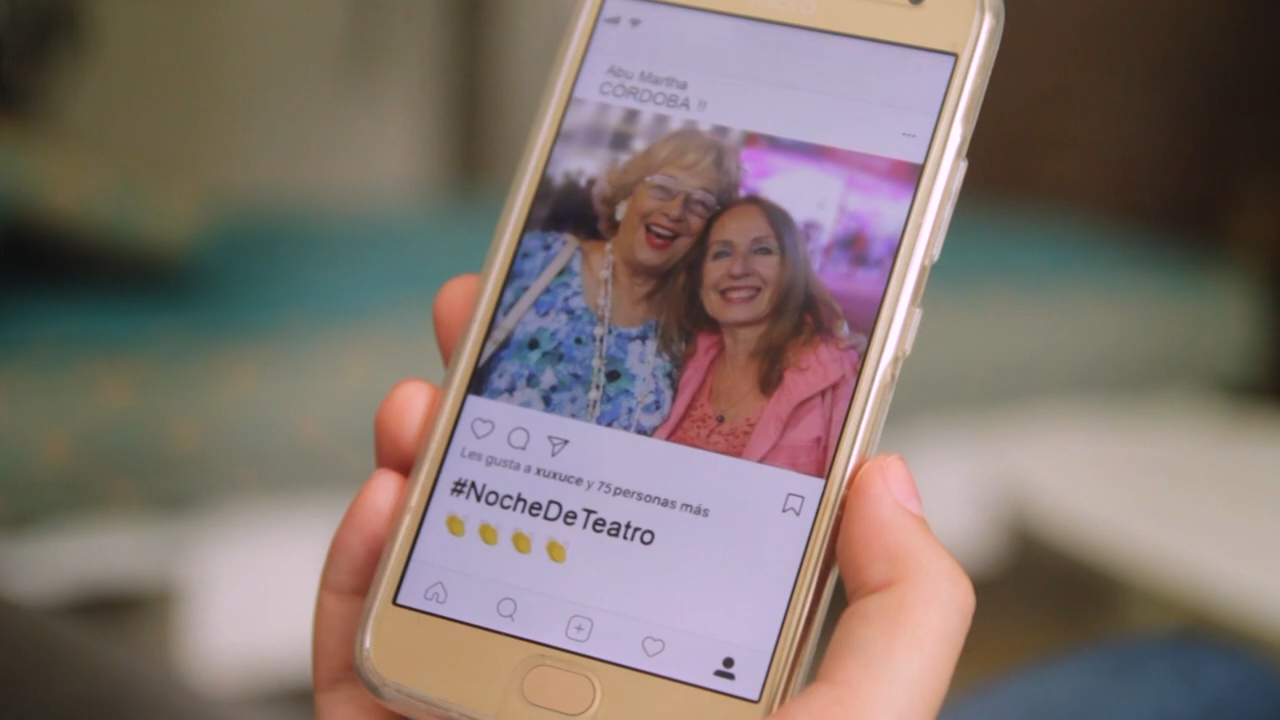 Abu Martha
CÓRDOBA !!
Les gusta a xuxuce y 75 personas más
#NocheDeTeatro
👏👏👏👏